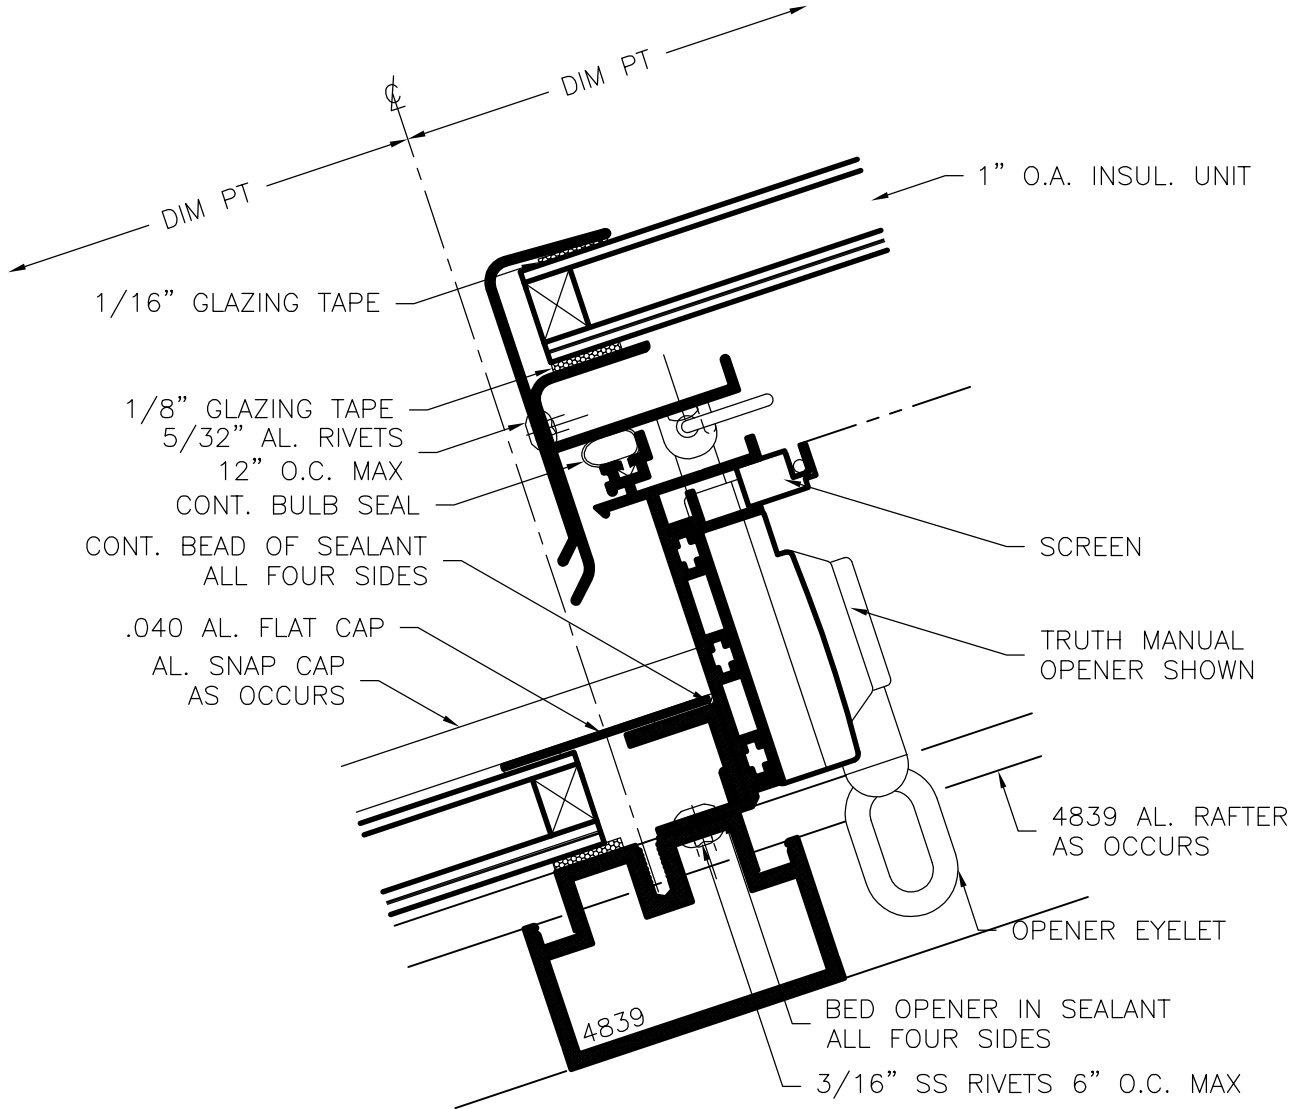 ℄
DIM PT
DIM PT
1” O.A. INSUL. UNIT
1/16” GLAZING TAPE
1/8” GLAZING TAPE
5/32” AL. RIVETS
12” O.C. MAX
CONT. BULB SEAL
CONT. BEAD OF SEALANT
ALL FOUR SIDES
.040 AL. FLAT CAP
AL. SNAP CAP
AS OCCURS
SCREEN
TRUTH MANUAL
OPENER SHOWN
4839 AL. RAFTER
AS OCCURS
OPENER EYELET
4839
BED OPENER IN SEALANT
ALL FOUR SIDES
3/16” SS RIVETS 6” O.C. MAX